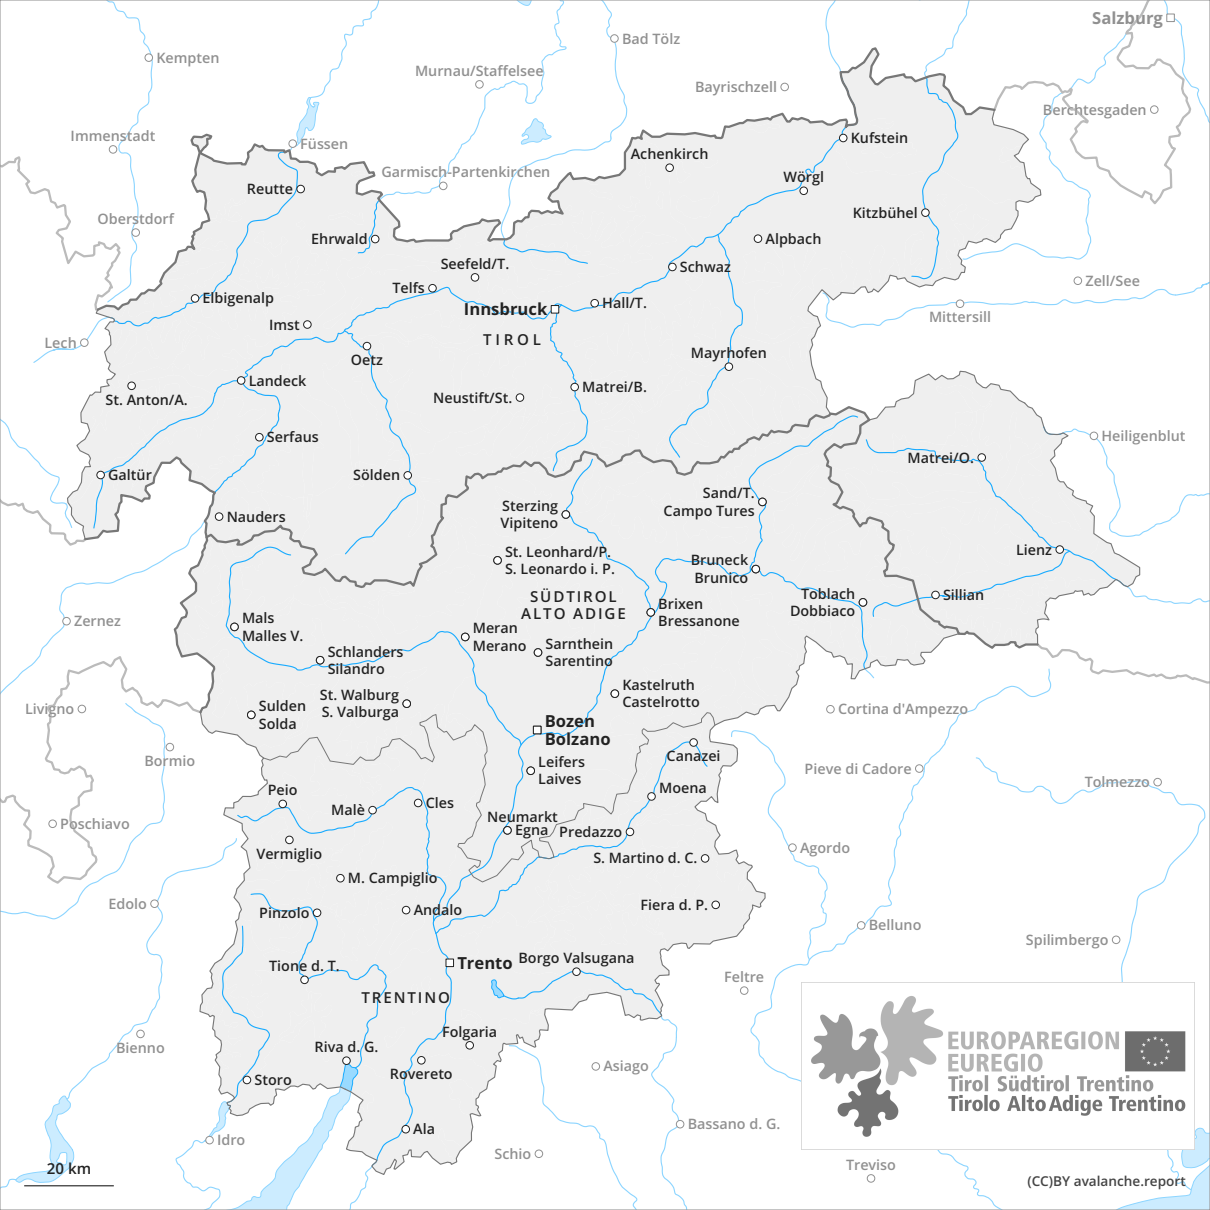 Salzburg
Bad Tölz
Kempten
Murnau/Staffelsee
Bayrischzell
Berchtesgaden
Immenstadt
Füssen
Kufstein
Achenkirch
Garmisch-Partenkirchen
Wörgl
Reutte
Oberstdorf
Kitzbühel
Ehrwald
Alpbach
Seefeld/T.
Schwaz
Zell/See
Telfs
Elbigenalp
Hall/T.
Innsbruck
Mittersill
Imst
TIROL
Lech
Oetz
Mayrhofen
Landeck
Matrei/B.
St. Anton/A.
Neustift/St.
Serfaus
Heiligenblut
Matrei/O.
Galtür
Sölden
Sand/T.
Campo Tures
Sterzing
Vipiteno
Nauders
St. Leonhard/P.
S. Leonardo i. P.
Lienz
Bruneck
Brunico
SÜDTIROL
ALTO ADIGE
Toblach
Dobbiaco
Sillian
Brixen
Bressanone
Zernez
Mals
Malles V.
Meran
Merano
Sarnthein
Sarentino
Schlanders
Silandro
St. Walburg
S. Valburga
Kastelruth
Castelrotto
Livigno
Sulden
Solda
Cortina d'Ampezzo
Bozen
Bolzano
Bormio
Canazei
Leifers
Laives
Pieve di Cadore
Tolmezzo
Peio
Moena
Malè
Cles
Neumarkt
Egna
Predazzo
Poschiavo
Vermiglio
S. Martino d. C.
Agordo
M. Campiglio
Edolo
Pinzolo
Andalo
Fiera d. P.
Belluno
Spilimbergo
Trento
Borgo Valsugana
Tione d. T.
Feltre
TRENTINO
Folgaria
Bienno
Riva d. G.
Rovereto
Asiago
Storo
EUROPAREGION
EUREGIO
Tirol Südtirol Trentino
Tirolo Alto Adige Trentino
Ala
Bassano d. G.
Idro
Schio
Treviso
20 km
(CC)BY avalanche.report